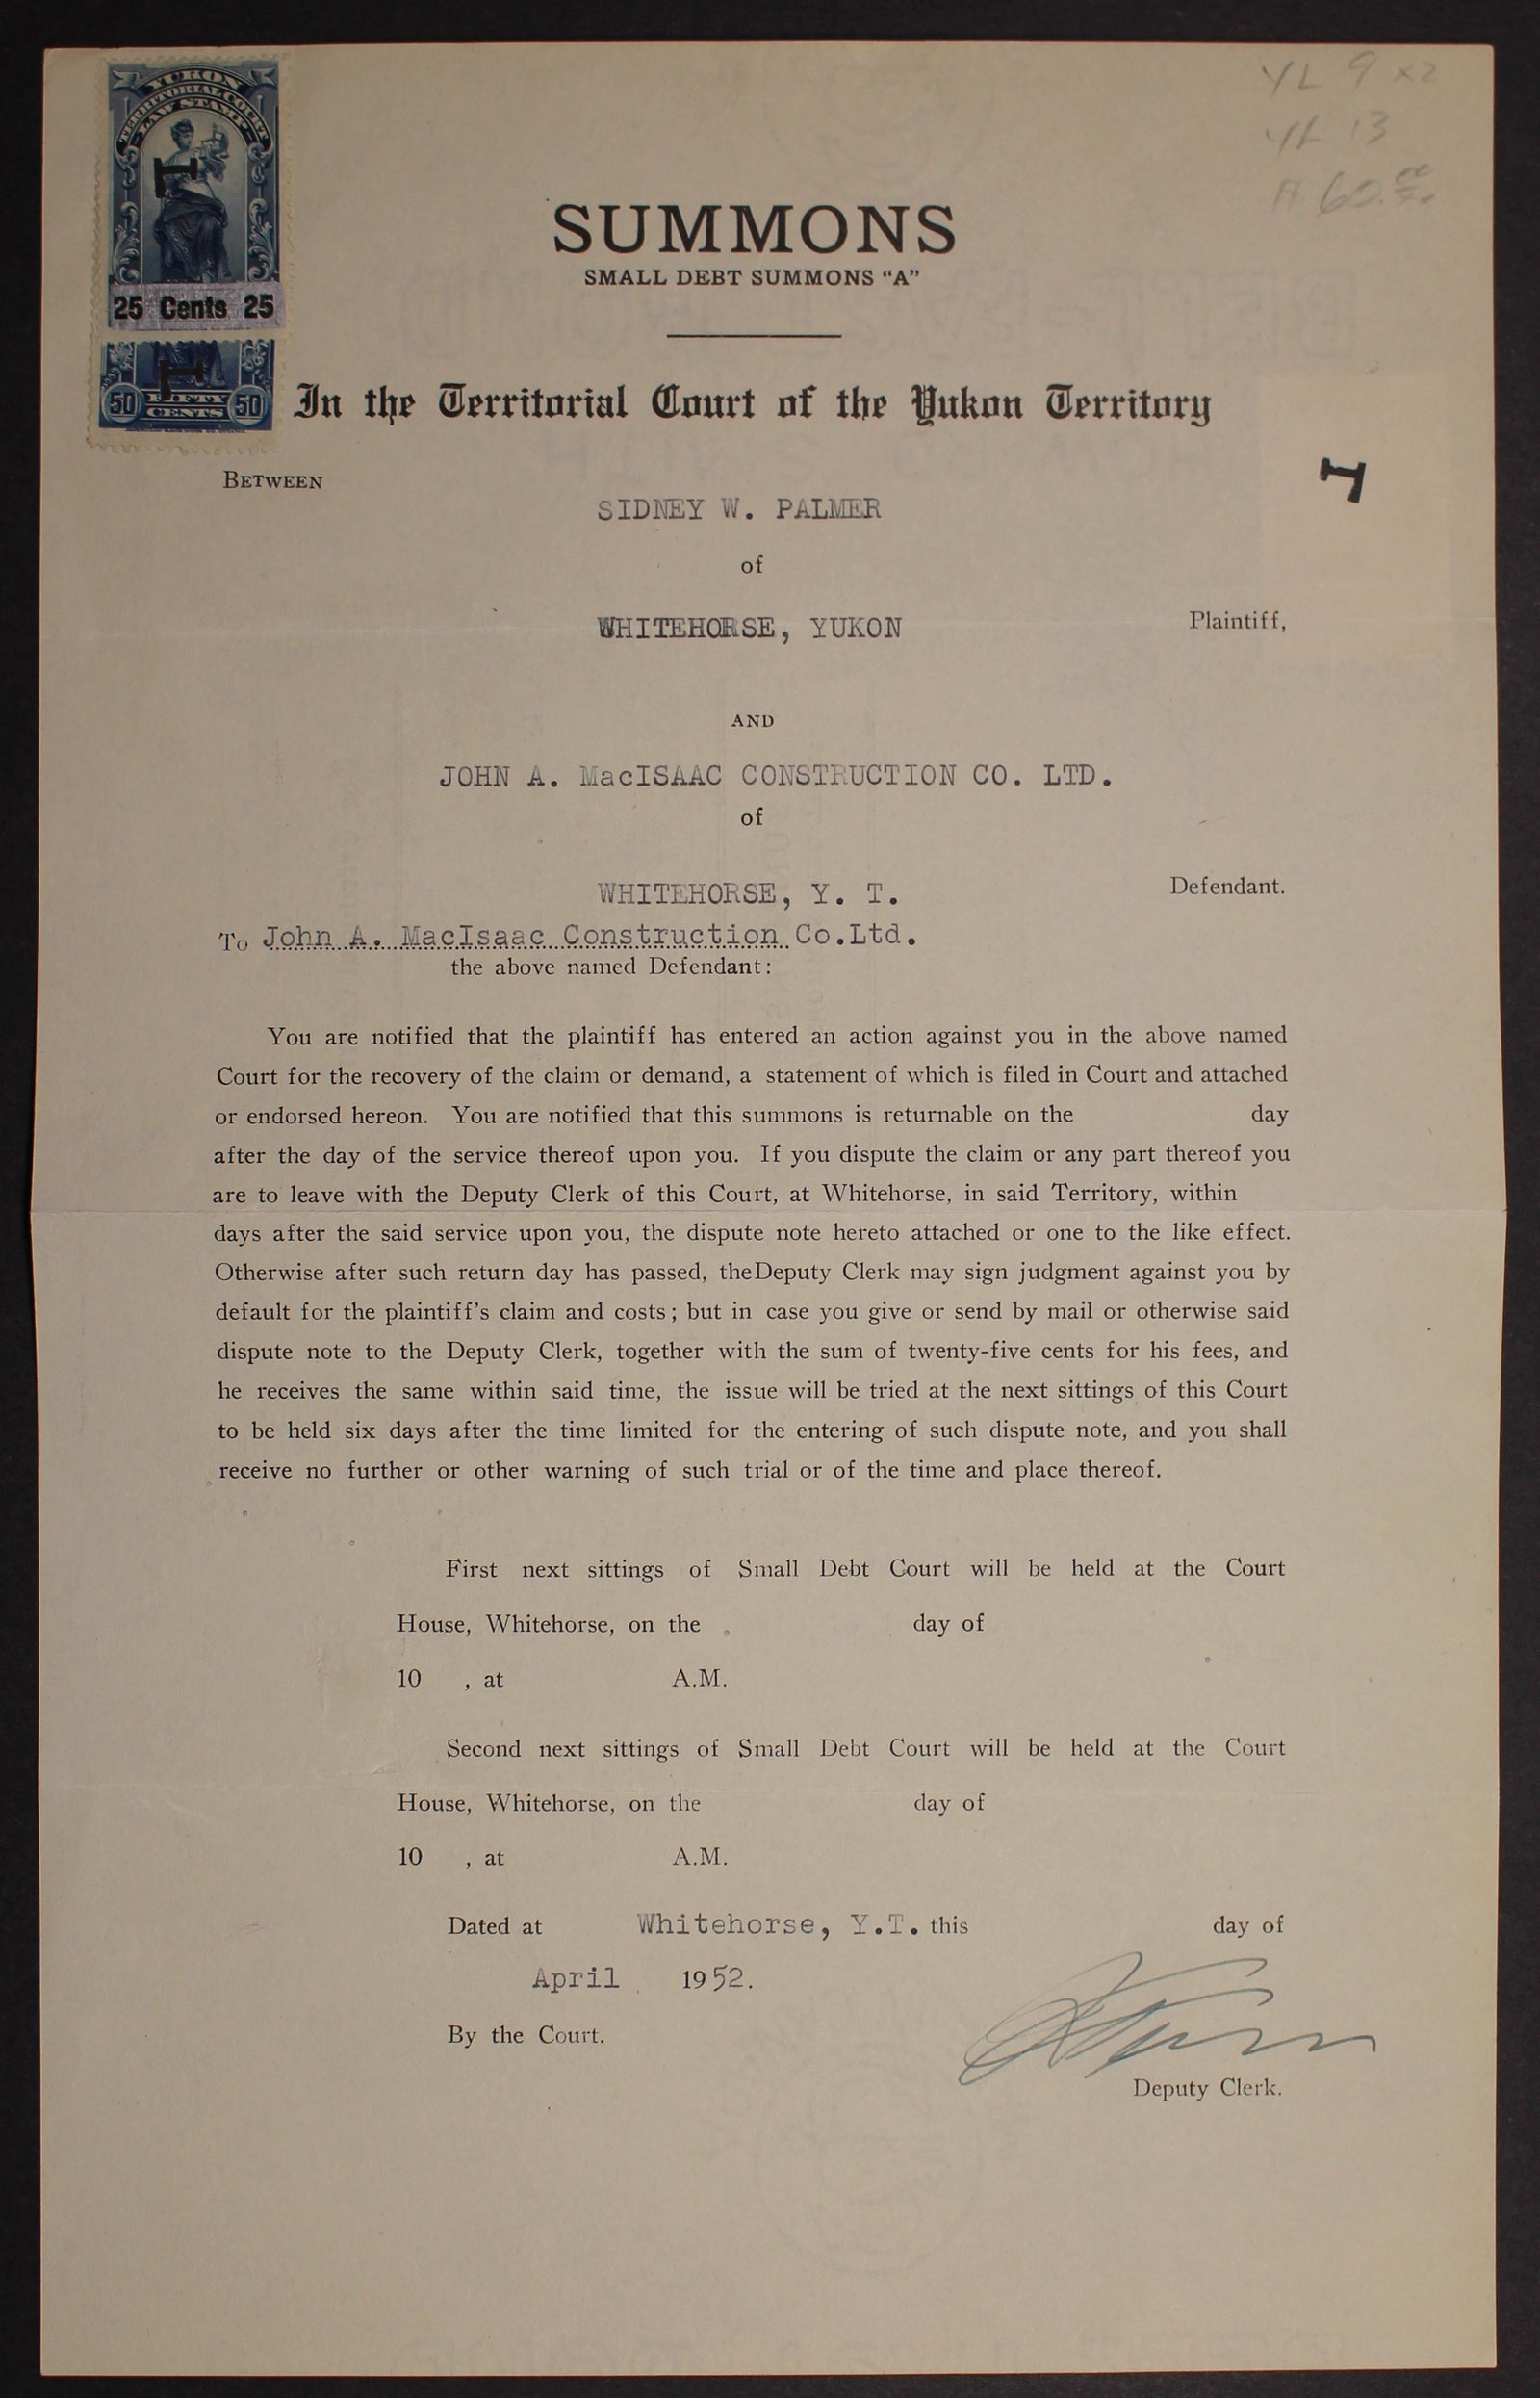 YL 9 x2
YL 13
60.00
YUKON
TERRITORIAL COURT
LAW STAMP
25 Cents 25
50 FIFTY 50
CENTS
SUMMONS
SMALL DEBT SUMMONS “A”
In the Territorial Court of the Yukon Territory
BETWEEN
SIDNEY W. PALMER
of
WHITEHORSE, YUKON Plaintiff,
AND
JOHN A. MacISAAC CONSTRUCTION CO. LTD.
of
WHITEHORSE, Y. T. Defendant.
To John A. MacIsaac Construction Co.Ltd.
the above named Defendant:
You are notified that the plaintiff has entered an action against you in the above named
Court for the recovery of the claim or demand, a statement of which is filed in Court and attached
or endorsed hereon. You are notified that this summons is returnable on the day
after the day of the service thereof upon you. If you dispute the claim or any part thereof you
are to leave with the Deputy Clerk of this Court, at Whitehorse, in said Territory, within
days after the said service upon you, the dispute note hereto attached or one to the like effect.
Otherwise after such return day has passed, theDeputy Clerk may sign judgment against you by
default for the plaintiff’s claim and costs; but in case you give or send by mail or otherwise said
dispute note to the Deputy Clerk, together with the sum of twenty-five cents for his fees, and
he receives the same within said time, the issue will be tried at the next sittings of this Court
to be held six days after the time limited for the entering of such dispute note, and you shall
receive no further or other warning of such trial or of the time and place thereof.
First next sittings of Small Debt Court will be held at the Court
House, Whitehorse, on the day of
10 , at A.M.
Second next sittings of Small Debt Court will be held at the Court
House, Whitehorse, on the day of
10 , at A.M.
Dated at Whitehorse, Y.T. this day of
April 1952.
By the Court.
Deputy Clerk.